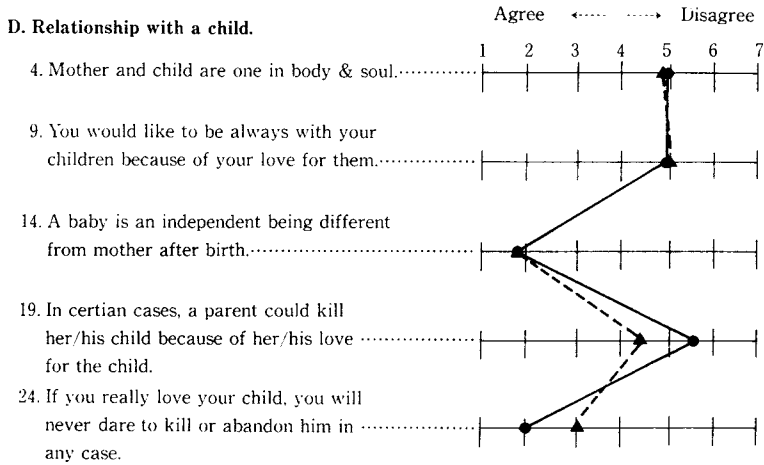 Agree Disagree
D. Relationship with a child.
1 2 3 4 5 6 7
4. Mother and child are one in body & soul.
9. You would like to be always with your
children because of your love for them.
14. A baby is an independent being different
from mother after birth.
19. In certian cases, a parent could kill
her/his child because of her/his love
for the child.
24. If you really love your child, you will
never dare to kill or abandon him in
any case.